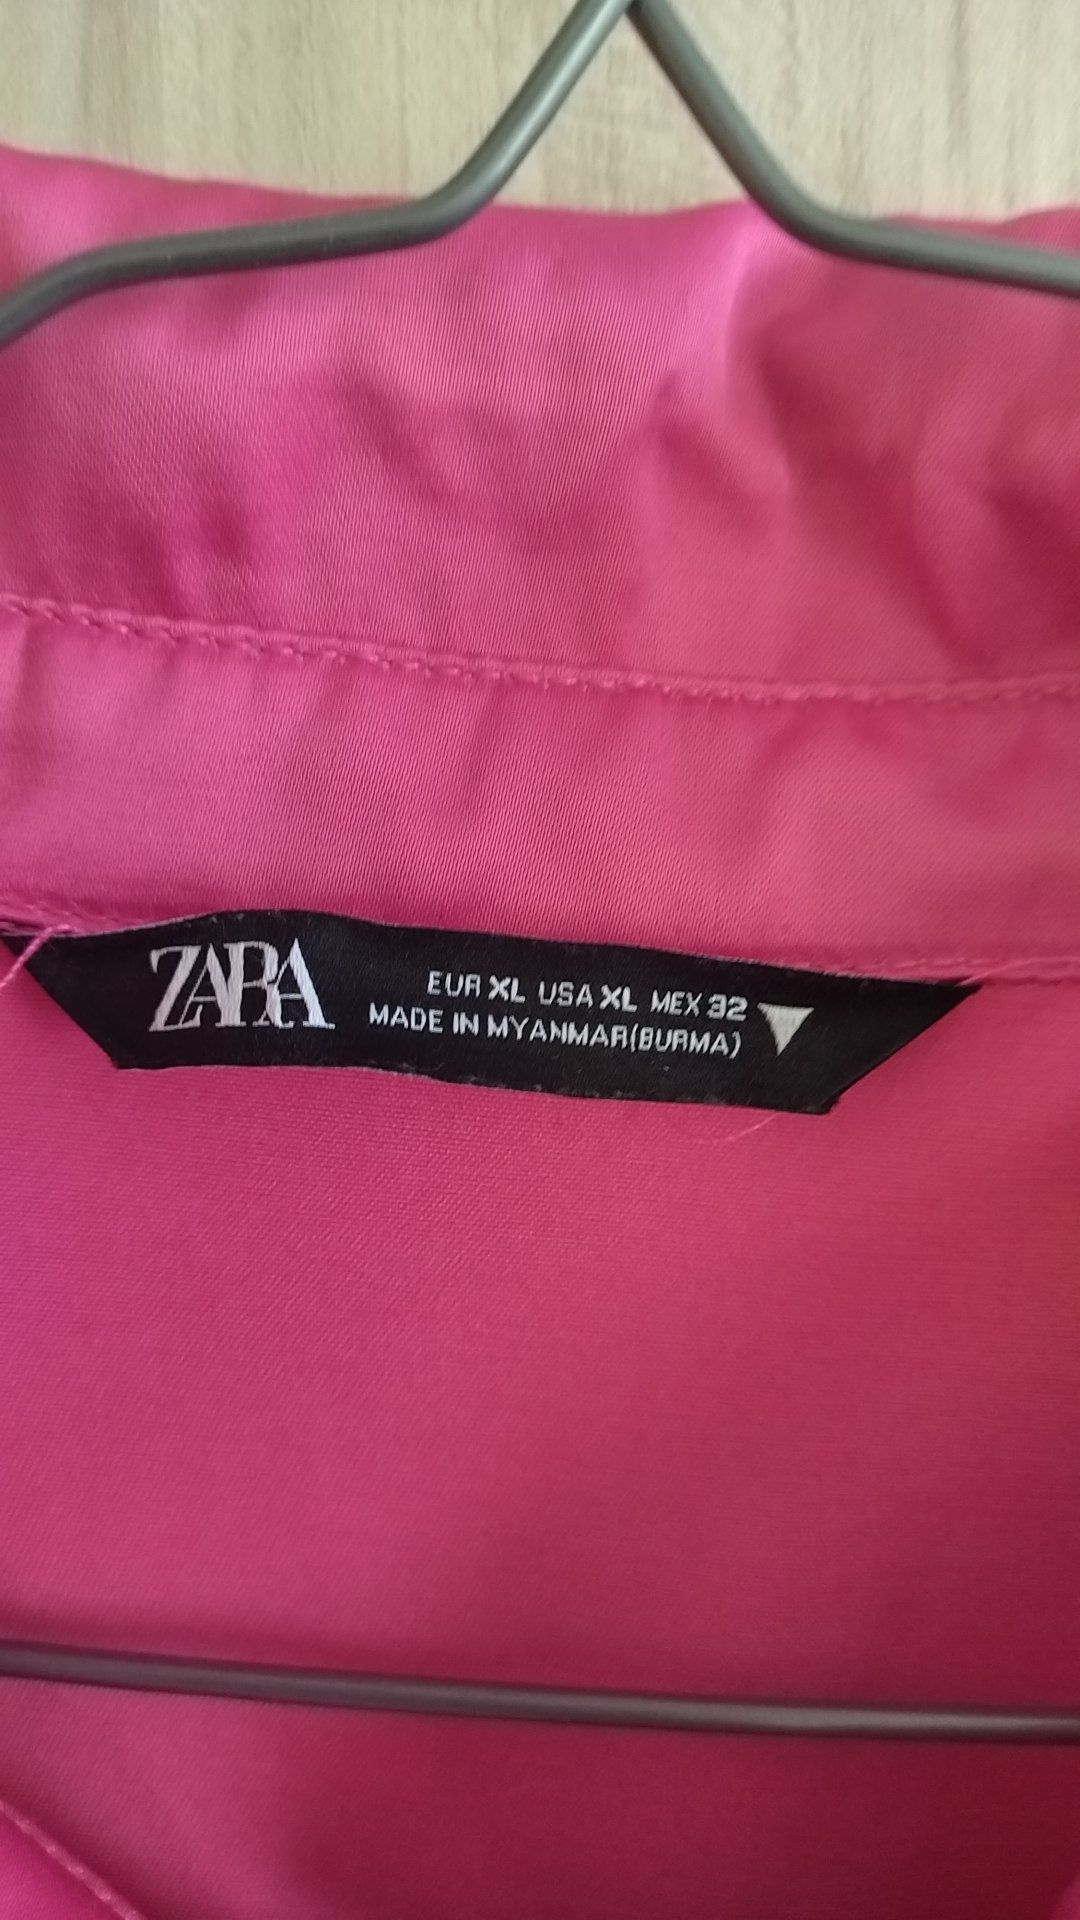 ZARA
EUR XL USA XL MEX 32
MADE IN MYANMAR(BURMA)